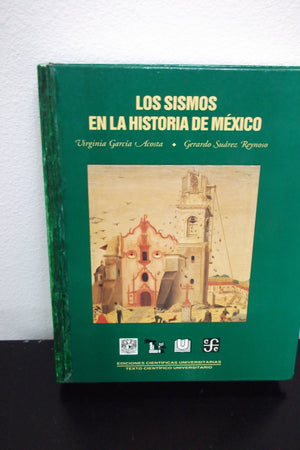 LOS SISMOS
EN LA HISTORIA DE MÉXICO
Virginia García Acosta • Gerardo Suárez Reynoso
EDICIONES CIENTÍFICAS UNIVERSITARIAS
TEXTO CIENTÍFICO UNIVERSITARIO